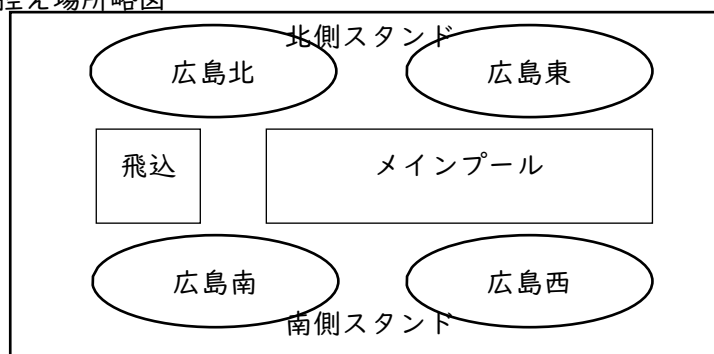 控え場所略図
北側スタンド
広島北 広島東
飛込 メインプール
広島南 広島西
南側スタンド